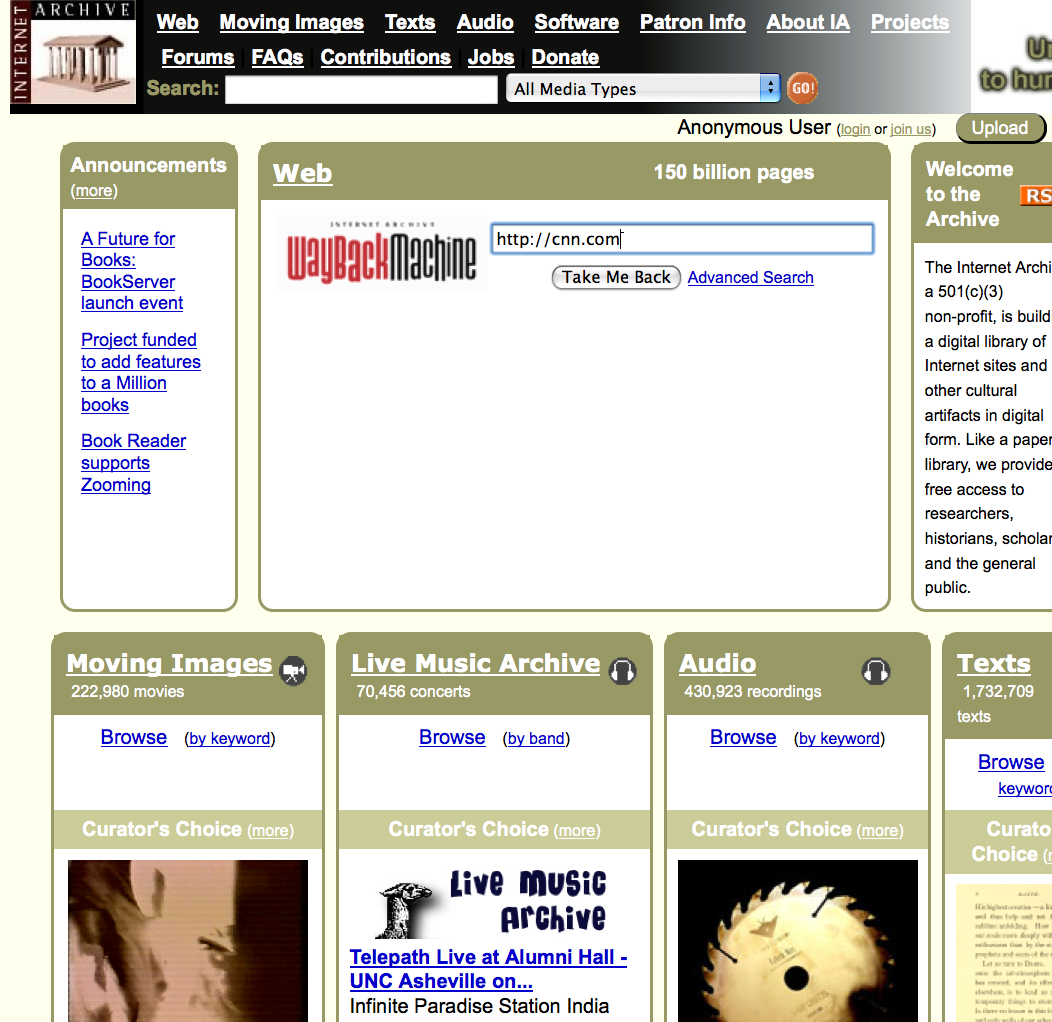 INTERNET
ARCHIVE
Web Moving Images Texts Audio Software Patron Info About IA Projects
Forums FAQs Contributions Jobs Donate
Search: All Media Types GO!
to
Anonymous User (login or join us) Upload
Announcements
(more)
A Future for
Books:
BookServer
launch event
Project funded
to add features
to a Million
books
Book Reader
supports
Zooming
Web 150 billion pages
INTERNET ARCHIVE
wayBackMachine
http://cnn.com
Take Me Back Advanced Search
Welcome
to the
Archive
RS
The Internet Archi
a 501(c)(3)
non-profit, is build
a digital library of
Internet sites and
other cultural
artifacts in digital
form. Like a paper
library, we provide
free access to
researchers,
historians, scholar
and the general
public.
Moving Images
222,980 movies
Browse (by keyword)
Curator's Choice (more)
Live Music Archive
70,456 concerts
Browse (by band)
Curator's Choice (more)
Live Music
Archive
Telepath Live at Alumni Hall -
UNC Asheville on...
Infinite Paradise Station India
Audio
430,923 recordings
Browse (by keyword)
Curator's Choice (more)
Texts
1,732,709
texts
Browse
keyword
Curato
Choice